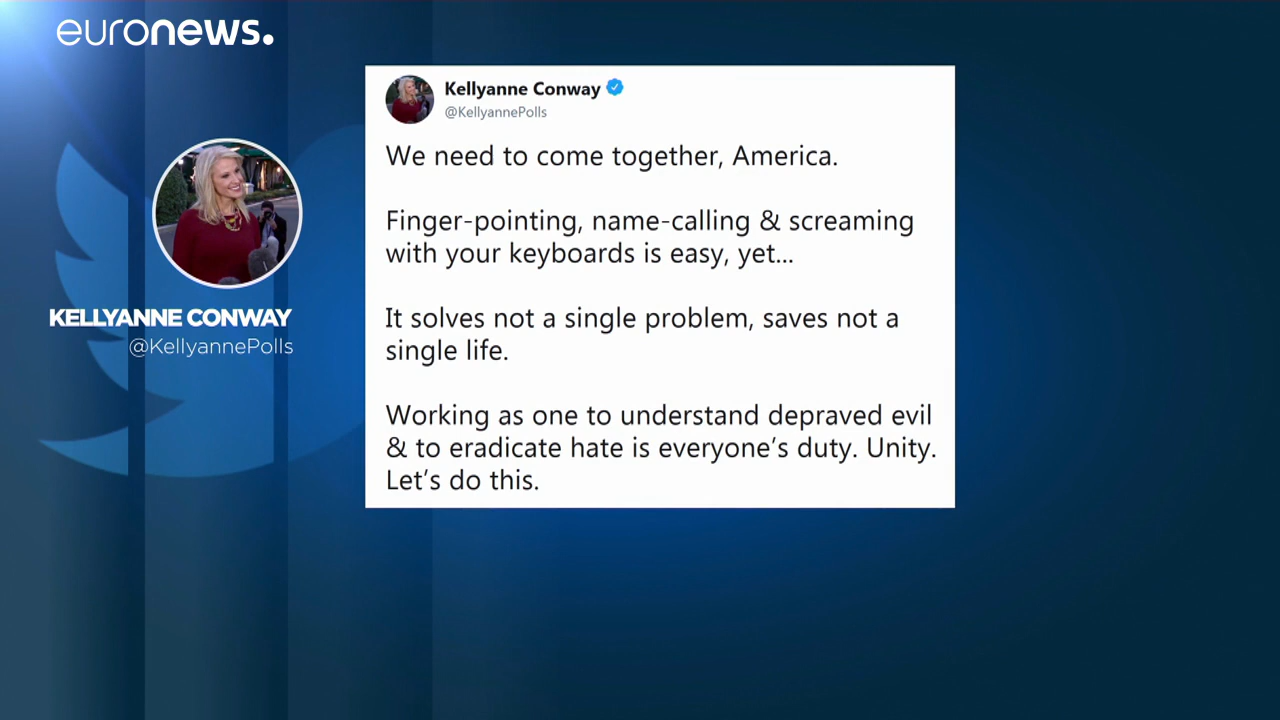 euronews.
Kellyanne Conway
@KellyannePolls
We need to come together, America.
Finger-pointing, name-calling & screaming
with your keyboards is easy, yet...
It solves not a single problem, saves not a
single life.
Working as one to understand depraved evil
& to eradicate hate is everyone's duty. Unity.
Let's do this.
KELLYANNE CONWAY
@KellyannePolls